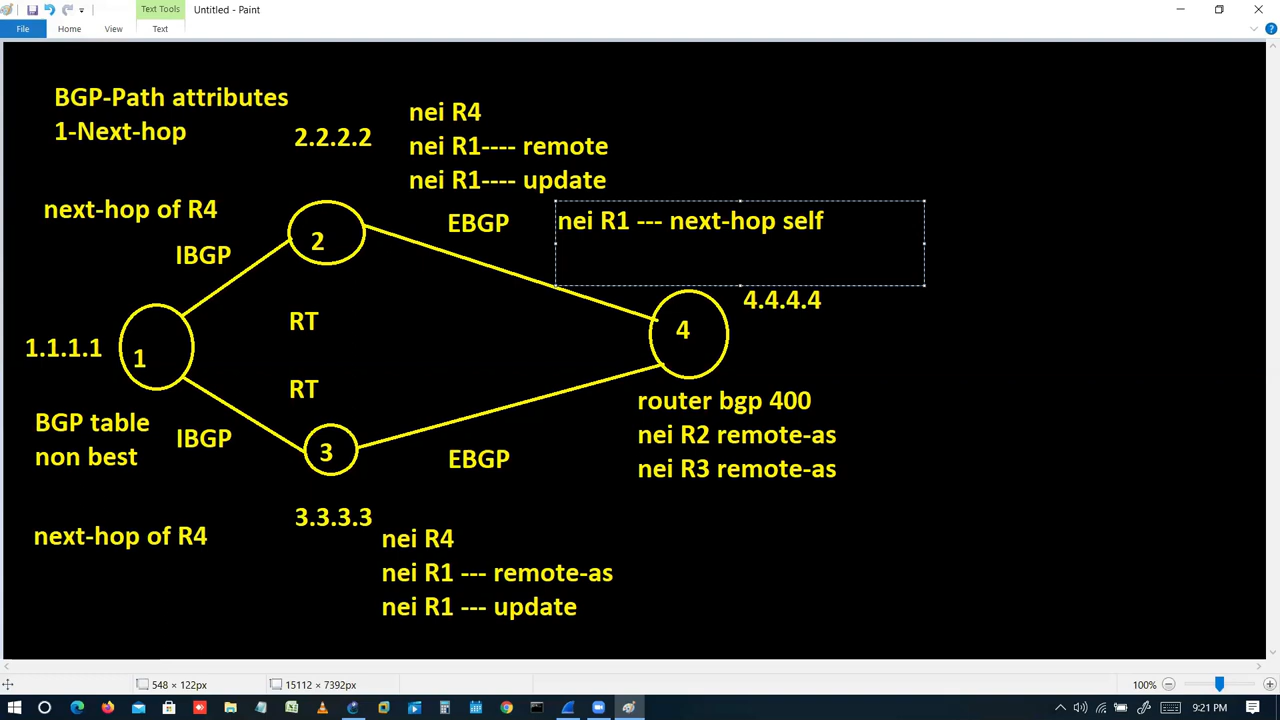 Text Tools
Untitled - Paint
File
Home
View
Text
BGP-Path attributes
1-Next-hop
2.2.2.2
nei R4
nei R1---- remote
nei R1---- update
next-hop of R4
EBGP
nei R1 --- next-hop self
IBGP
2
4.4.4.4
RT
4
1.1.1.1
1
RT
router bgp 400
BGP table
non best
IBGP
nei R2 remote-as
3
EBGP
nei R3 remote-as
3.3.3.3
next-hop of R4
nei R4
nei R1 --- remote-as
nei R1 --- update
548 × 122px
15112 × 7392px
100%
9:21 PM